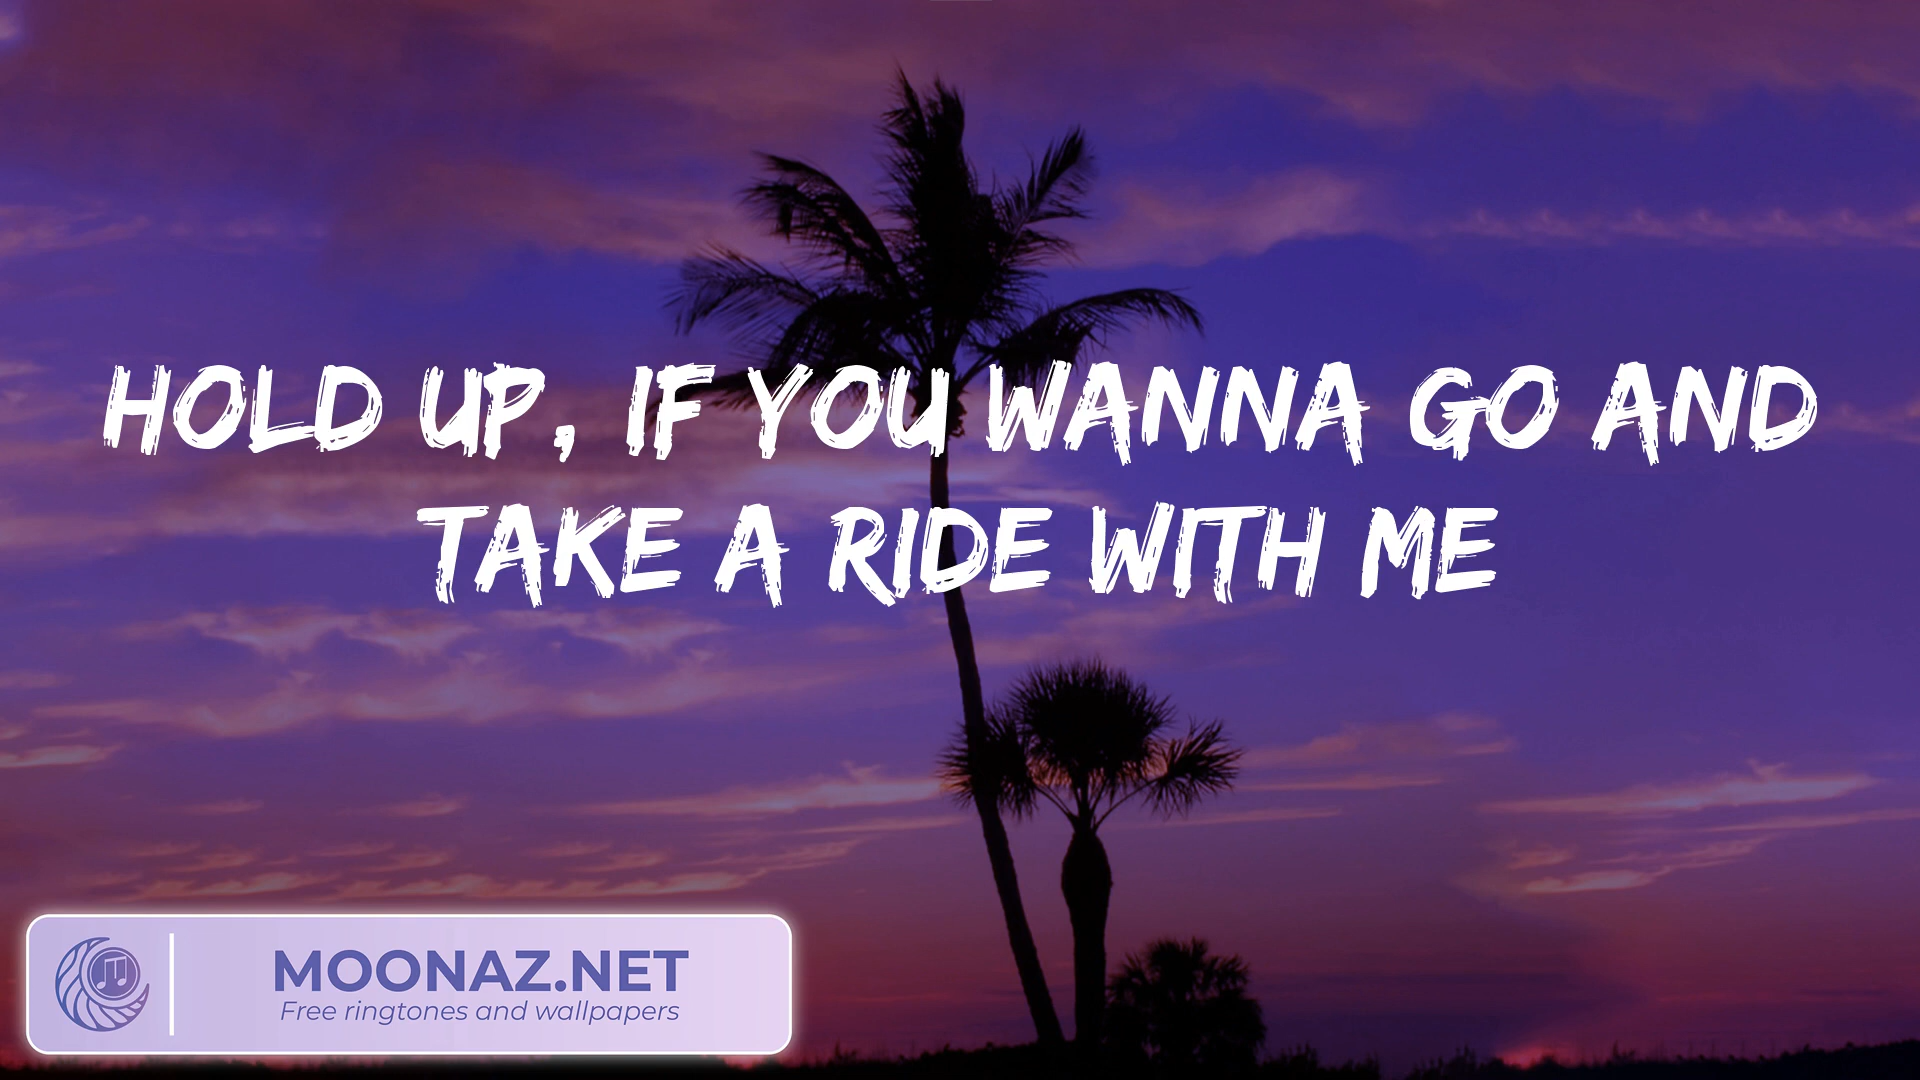 HOLD UP, IF YOU WANNA GO AND
TAKE A RIDE WITH ME
MOONAZ.NET
Free ringtones and wallpapers